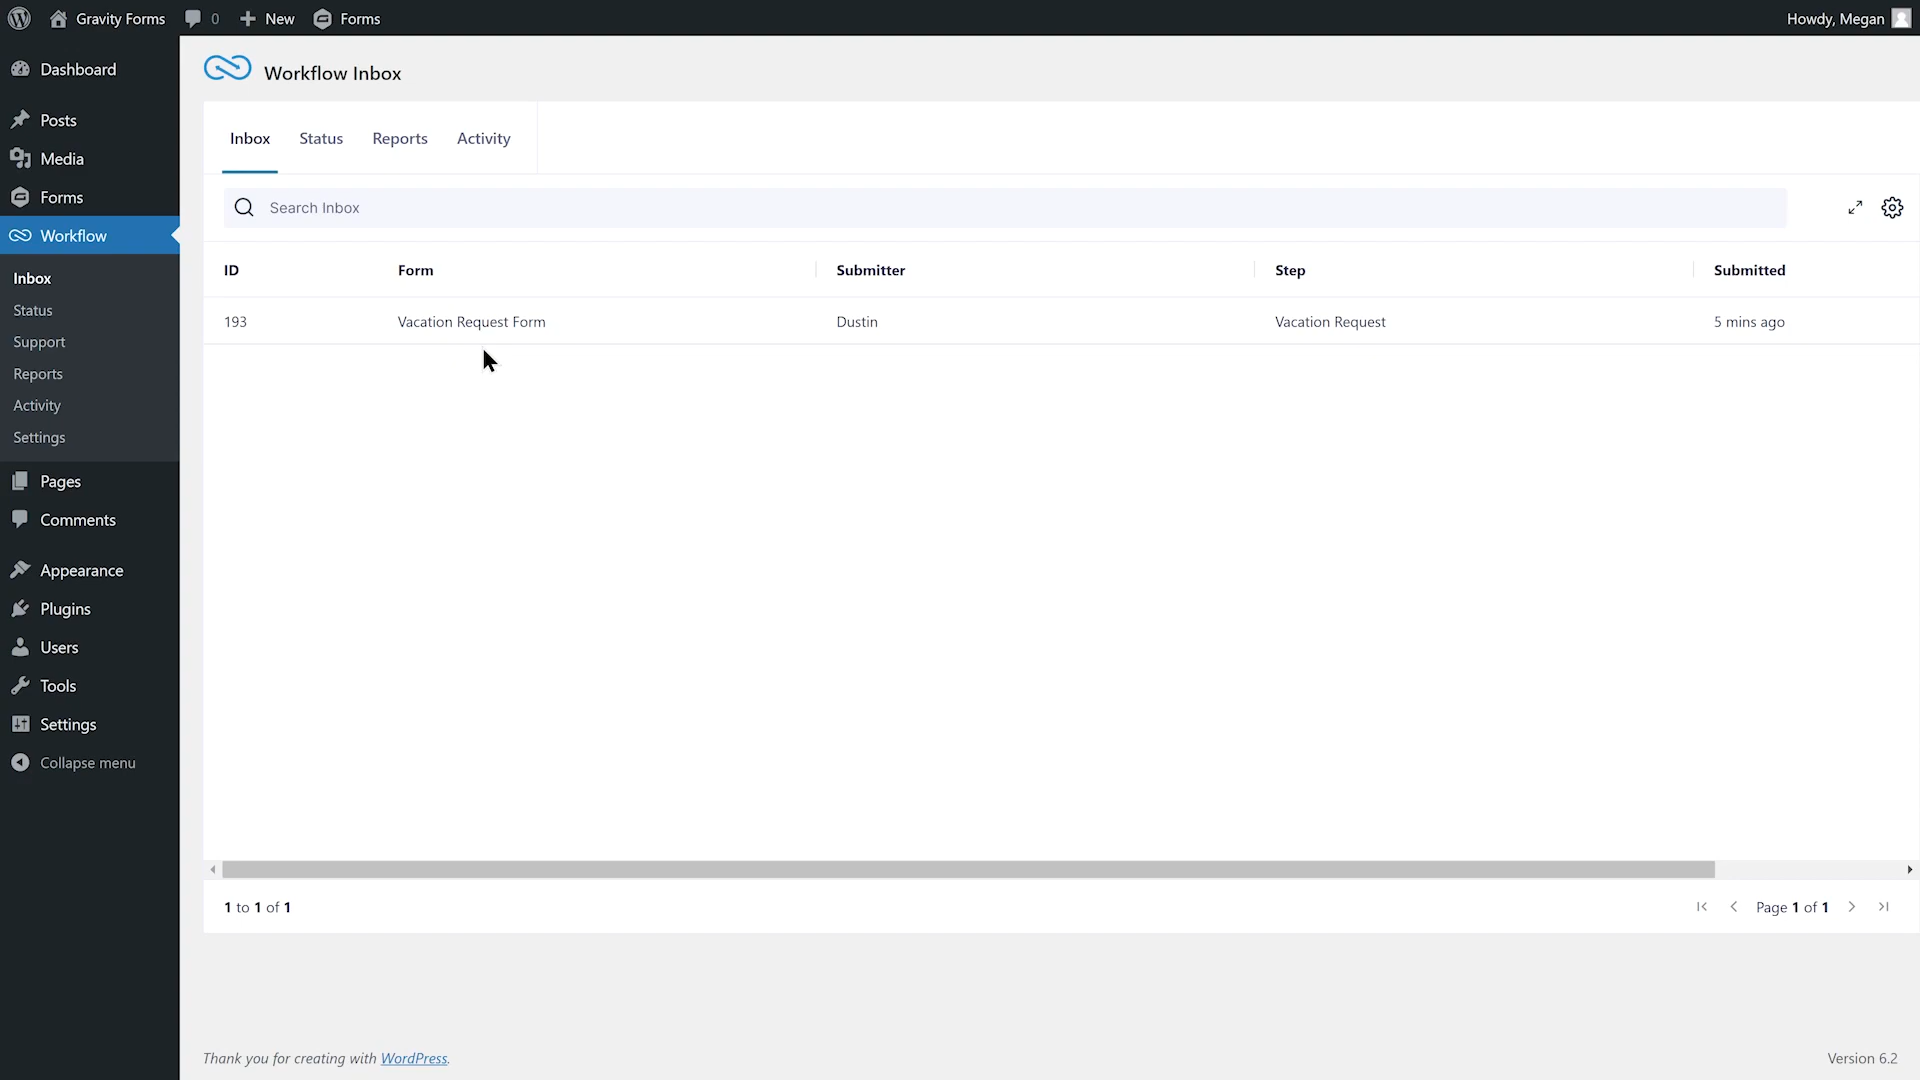 Gravity Forms 0 New Forms Howdy, Megan
Dashboard
Posts
Media
Forms
Workflow
Inbox
Status
Support
Reports
Activity
Settings
Pages
Comments
Appearance
Plugins
Users
Tools
Settings
Collapse menu
Workflow Inbox
Inbox Status Reports Activity
Search Inbox
ID Form Submitter Step Submitted
193 Vacation Request Form Dustin Vacation Request 5 mins ago
1 to 1 of 1 Page 1 of 1
Thank you for creating with WordPress. Version 6.2